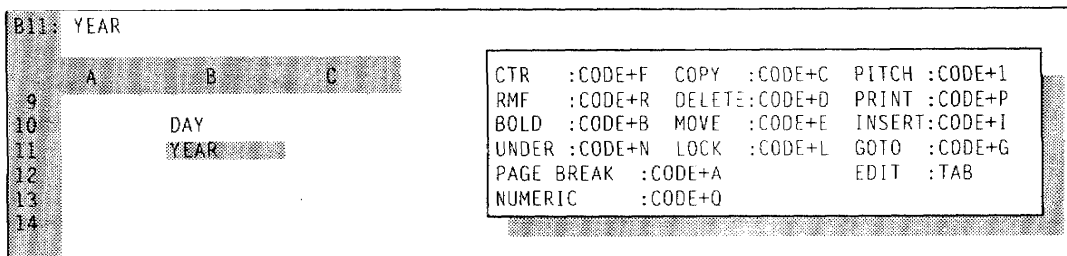 B11: YEAR
A B C
9
10 DAY
11 YEAR
12
13
14
CTR :CODE+F COPY :CODE+C PITCH :CODE+1
RMF :CODE+R DELETE:CODE+D PRINT :CODE+P
BOLD :CODE+B MOVE :CODE+E INSERT:CODE+I
UNDER :CODE+N LOCK :CODE+L GOTO :CODE+G
PAGE BREAK :CODE+A EDIT :TAB
NUMERIC :CODE+Q